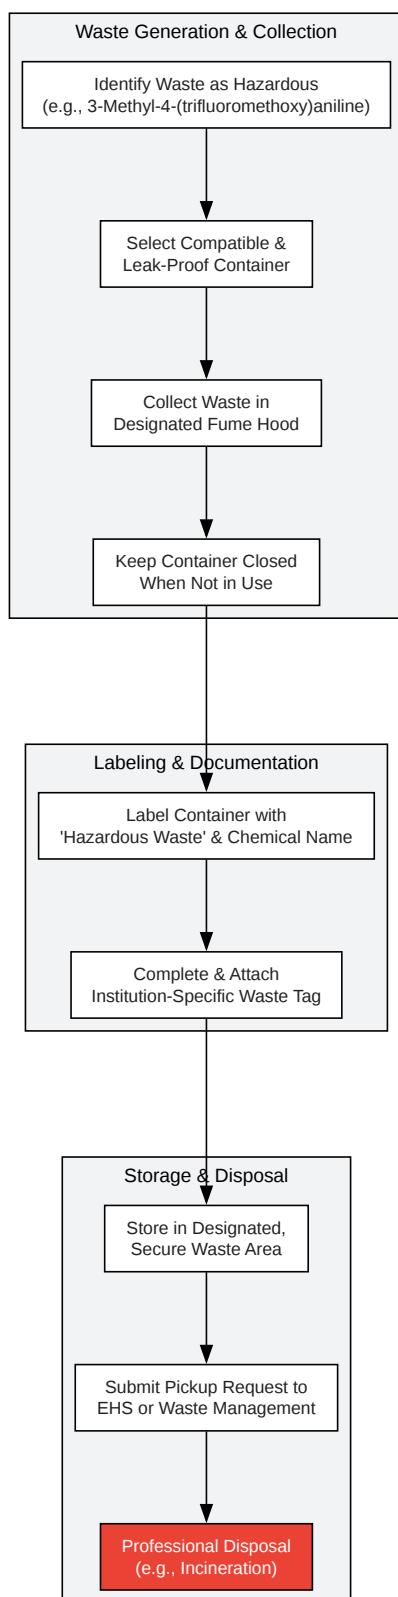 Waste Generation & Collection
Identify Waste as Hazardous
(e.g., 3-Methyl-4-(trifluoromethoxy)aniline)
Select Compatible &
Leak-Proof Container
Collect Waste in
Designated Fume Hood
Keep Container Closed
When Not in Use
Labeling & Documentation
Label Container with
'Hazardous Waste' & Chemical Name
Complete & Attach
Institution-Specific Waste Tag
Storage & Disposal
Store in Designated,
Secure Waste Area
Submit Pickup Request to
EHS or Waste Management
Professional Disposal
(e.g., Incineration)